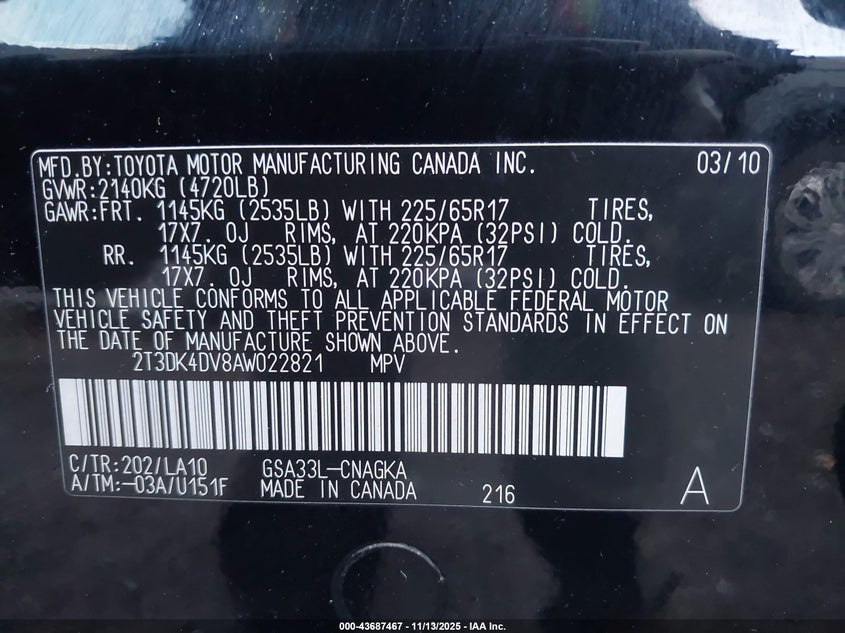 MFD.BY:TOYOTA MOTOR MANUFACTURING CANADA INC. 03/10
GVWR:2140KG (4720LB)
GAWR:FRT. 1145KG (2535LB) WITH 225/65R17 TIRES,
17X7. OJ RIMS, AT 220KPA (32PSI) COLD.
RR. 1145KG (2535LB) WITH 225/65R17 TIRES,
17X7. OJ RIMS, AT 220KPA (32PSI) COLD.
THIS VEHICLE CONFORMS TO ALL APPLICABLE FEDERAL MOTOR
VEHICLE SAFETY AND THEFT PREVENTION STANDARDS IN EFFECT ON
THE DATE OF MANUFACTURE SHOWN ABOVE.
2T3DK4DV8AW022821 MPV
C/TR:202/LA10 GSA33L-CNAGKA
A/TM:-03A/U151F MADE IN CANADA 216 A
000-43687467 - 11/13/2025 - IAA Inc.